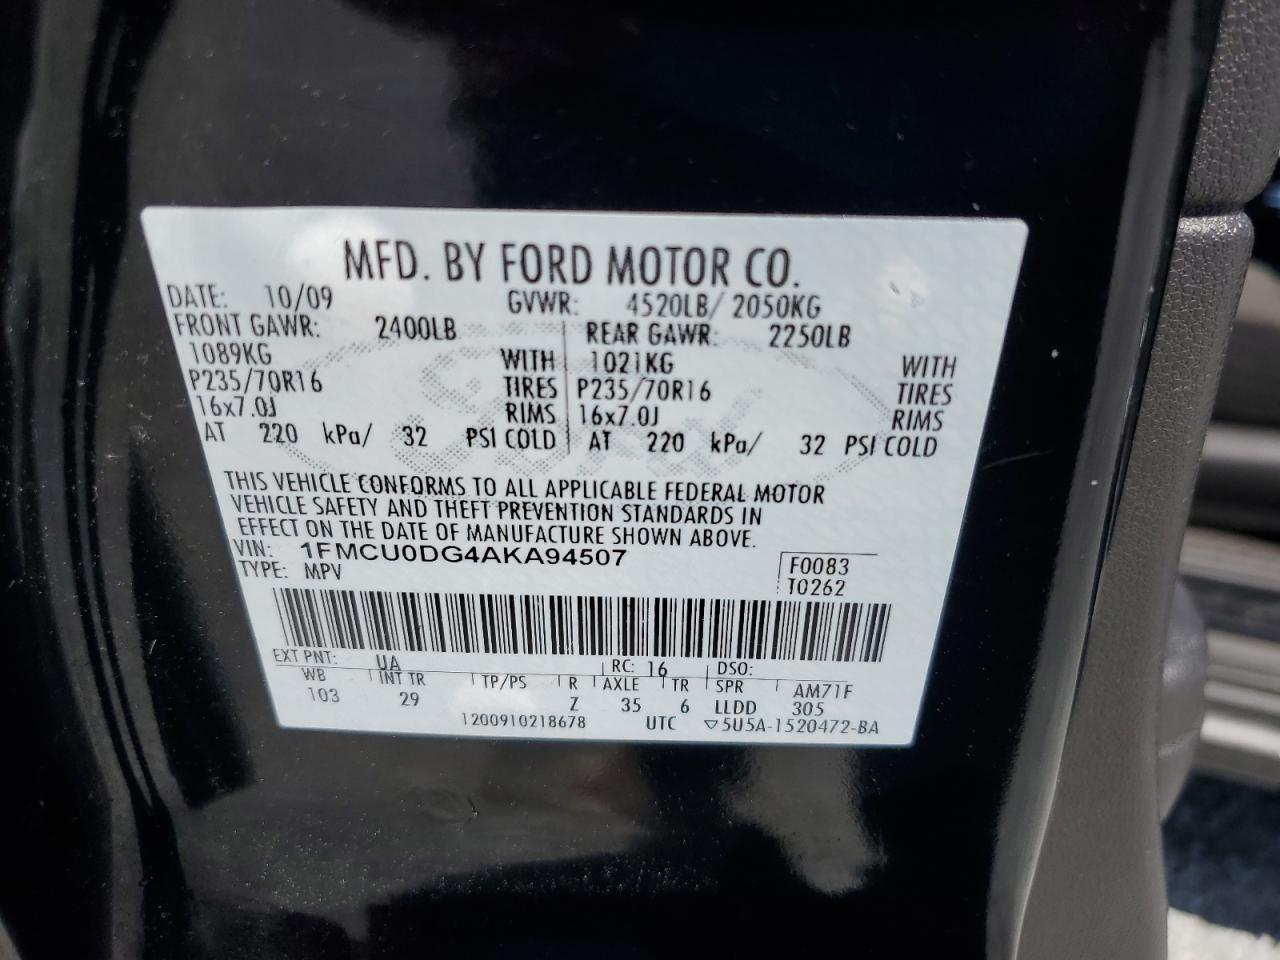 MFD. BY FORD MOTOR CO.
DATE: 10/09 GVWR: 4520LB/ 2050KG
FRONT GAWR: 2400LB REAR GAWR: 2250LB
1089KG WITH 1021KG WITH
P235/70R16 TIRES P235/70R16 TIRES
16x7.0J RIMS 16x7.0J RIMS
AT 220 kPa/ 32 PSI COLD AT 220 kPa/ 32 PSI COLD
THIS VEHICLE CONFORMS TO ALL APPLICABLE FEDERAL MOTOR
VEHICLE SAFETY AND THEFT PREVENTION STANDARDS IN
EFFECT ON THE DATE OF MANUFACTURE SHOWN ABOVE.
VIN: 1FMCU0DG4AKA94507 F0083
TYPE: MPV T0262
EXT PNT: UA RC: 16 DSO:
WB INT TR TP/PS R AXLE TR SPR AM71F
103 29 Z 35 6 LLDD 305
1200910218678 UTC ▽5U5A-1520472-BA